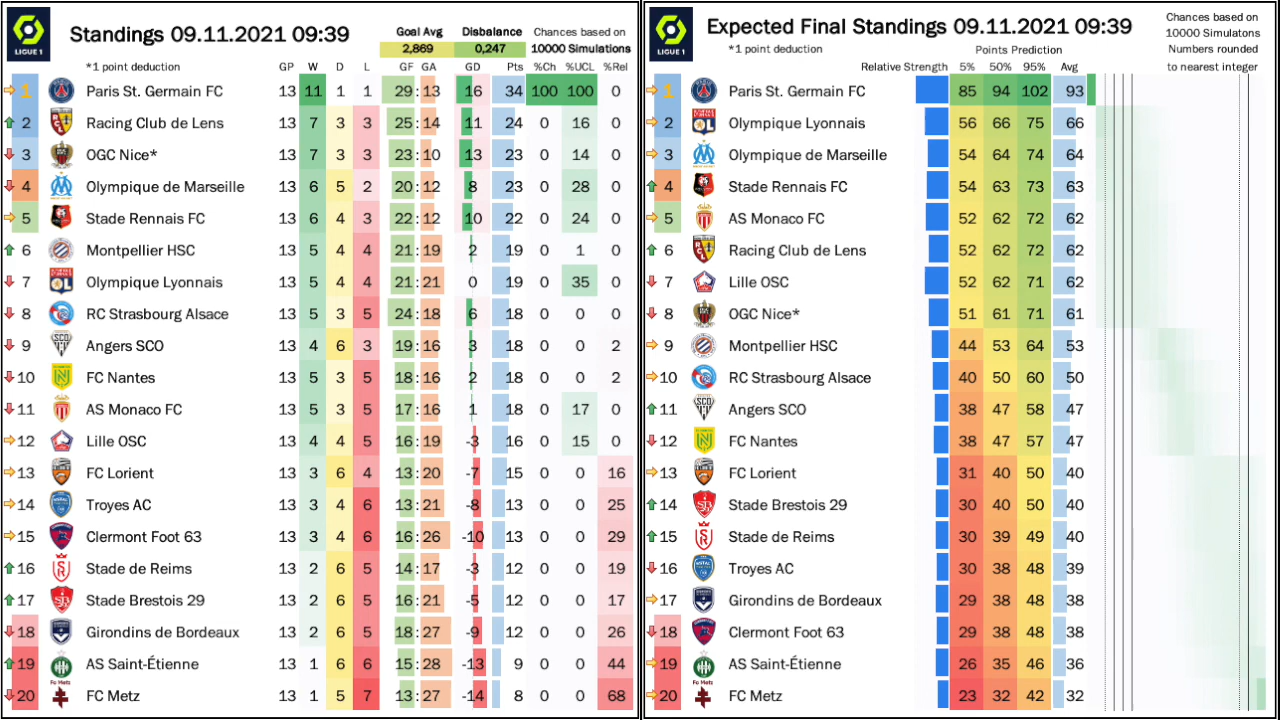 LIGUE 1
Standings 09.11.2021 09:39
Goal Avg Disbalance Chances based on
2,869 0,247 10000 Simulations
*1 point deduction GP W D L GF GA GD Pts %Ch %UCL %Rel
1 Paris St. Germain FC 13 11 1 1 29:13 16 34 100 100 0
2 Racing Club de Lens 13 7 3 3 25:14 11 24 0 16 0
3 OGC Nice* 13 7 3 3 23:10 13 23 0 14 0
4 Olympique de Marseille 13 6 5 2 20:12 8 23 0 28 0
5 Stade Rennais FC 13 6 4 3 22:12 10 22 0 24 0
6 Montpellier HSC 13 5 4 4 21:19 2 19 0 1 0
7 Olympique Lyonnais 13 5 4 4 21:21 0 19 0 35 0
8 RC Strasbourg Alsace 13 5 3 5 24:18 6 18 0 0 0
9 Angers SCO 13 4 6 3 19:16 3 18 0 0 2
10 FC Nantes 13 5 3 5 18:16 2 18 0 0 2
11 AS Monaco FC 13 5 3 5 17:16 1 18 0 17 0
12 Lille OSC 13 4 4 5 16:19 -3 16 0 15 0
13 FC Lorient 13 3 6 4 13:20 -7 15 0 0 16
14 Troyes AC 13 3 4 6 13:21 -8 13 0 0 25
15 Clermont Foot 63 13 3 4 6 16:26 -10 13 0 0 29
16 Stade de Reims 13 2 6 5 14:17 -3 12 0 0 19
17 Stade Brestois 29 13 2 6 5 16:21 -5 12 0 0 17
18 Girondins de Bordeaux 13 2 6 5 18:27 -9 12 0 0 26
19 AS Saint-Étienne 13 1 6 6 15:28 -13 9 0 0 44
20 FC Metz 13 1 5 7 13:27 -14 8 0 0 68
LIGUE 1
Expected Final Standings 09.11.2021 09:39
Chances based on
10000 Simulatons
Numbers rounded
to nearest integer
*1 point deduction Points Prediction
Relative Strength 5% 50% 95% Avg
1 Paris St. Germain FC 85 94 102 93
2 Olympique Lyonnais 56 66 75 66
3 Olympique de Marseille 54 64 74 64
4 Stade Rennais FC 54 63 73 63
5 AS Monaco FC 52 62 72 62
6 Racing Club de Lens 52 62 72 62
7 Lille OSC 52 62 71 62
8 OGC Nice* 51 61 71 61
9 Montpellier HSC 44 53 64 53
10 RC Strasbourg Alsace 40 50 60 50
11 Angers SCO 38 47 58 47
12 FC Nantes 38 47 57 47
13 FC Lorient 31 40 50 40
14 Stade Brestois 29 30 40 50 40
15 Stade de Reims 30 39 49 40
16 Troyes AC 30 38 48 39
17 Girondins de Bordeaux 29 38 48 38
18 Clermont Foot 63 29 38 48 38
19 AS Saint-Étienne 26 35 46 36
20 FC Metz 23 32 42 32